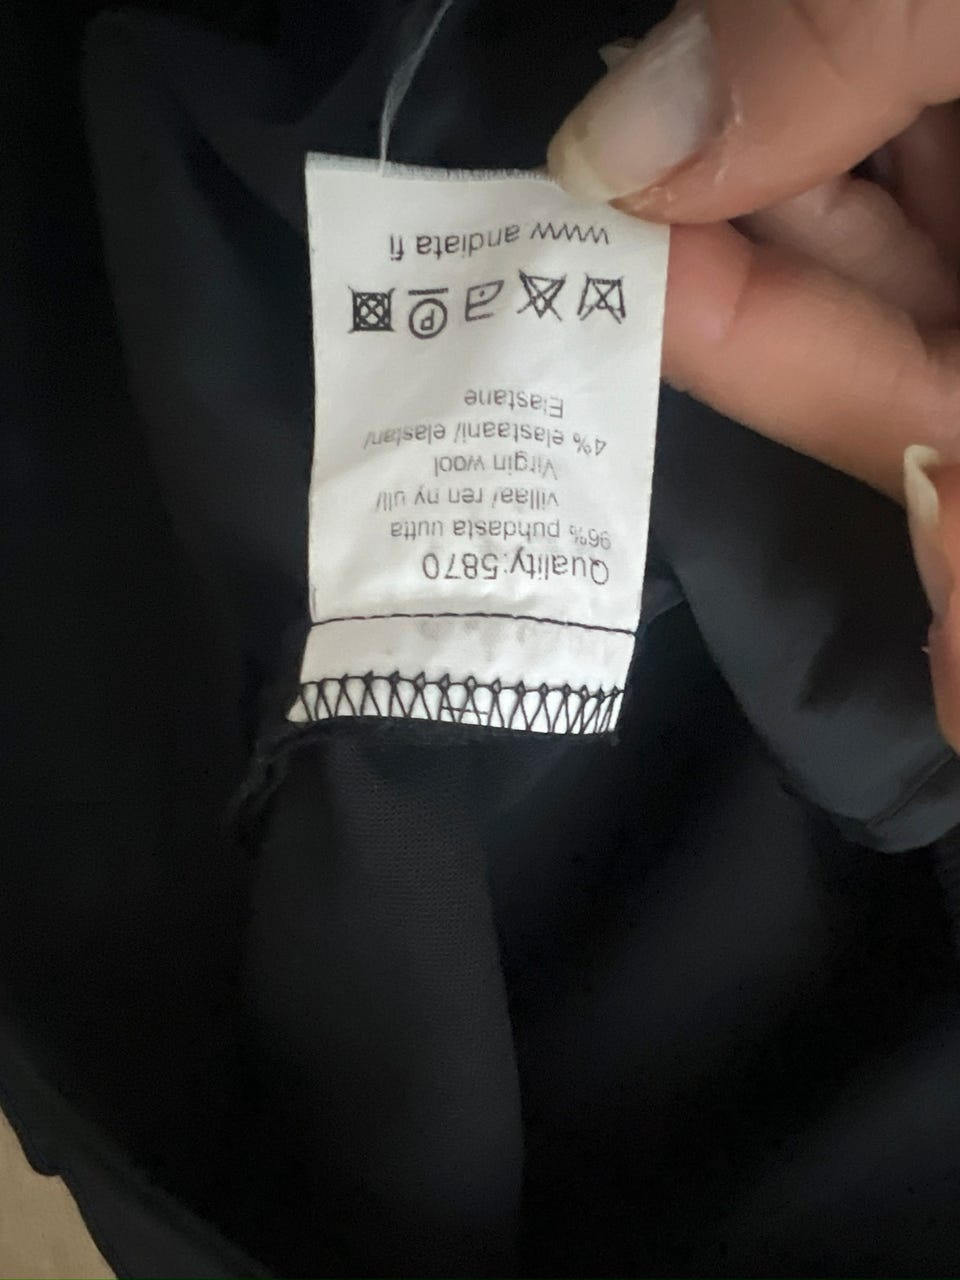 Quality:5870
96% puhdasta uutta
villaa/ ren ny ull/
Virgin wool
4% elastaani/ elastan/
Elastane
P
www.andiata.fi